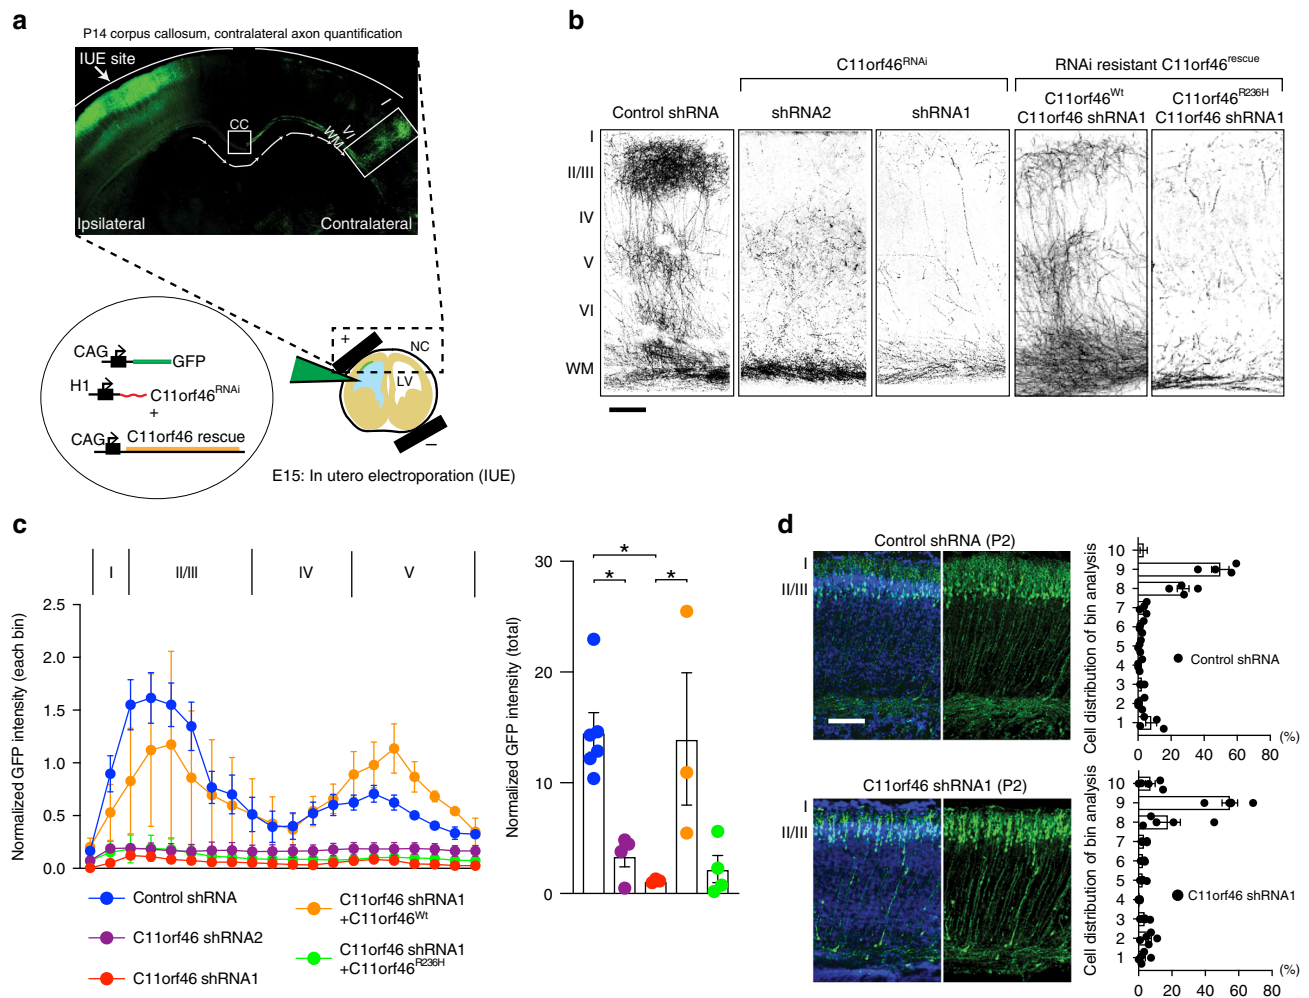 a
P14 corpus callosum, contralateral axon quantification
IUE site
CC
I
VI
WM
Ipsilateral
Contralateral
CAG
GFP
H1
C11orf46RNAi
+
CAG
C11orf46 rescue
+
NC
LV
–
E15: In utero electroporation (IUE)
b
C11orf46RNAi
RNAi resistant C11orf46rescue
Control shRNA
shRNA2
shRNA1
C11orf46Wt
C11orf46 shRNA1
C11orf46R236H
C11orf46 shRNA1
I
II/III
IV
V
VI
WM
c
I
II/III
IV
V
Normalized GFP intensity (each bin)
2.5
2.0
1.5
1.0
0.5
0.0
Control shRNA
C11orf46 shRNA2
C11orf46 shRNA1
C11orf46 shRNA1
+C11orf46Wt
C11orf46 shRNA1
+C11orf46R236H
Normalized GFP intensity (total)
30
20
10
0
*
*
*
d
Control shRNA (P2)
I
II/III
Cell distribution of bin analysis
10
9
8
7
6
5
4
3
2
1
Control shRNA
0 20 40 60 80 (%)
C11orf46 shRNA1 (P2)
I
II/III
Cell distribution of bin analysis
10
9
8
7
6
5
4
3
2
1
C11orf46 shRNA1
0 20 40 60 80
(%)